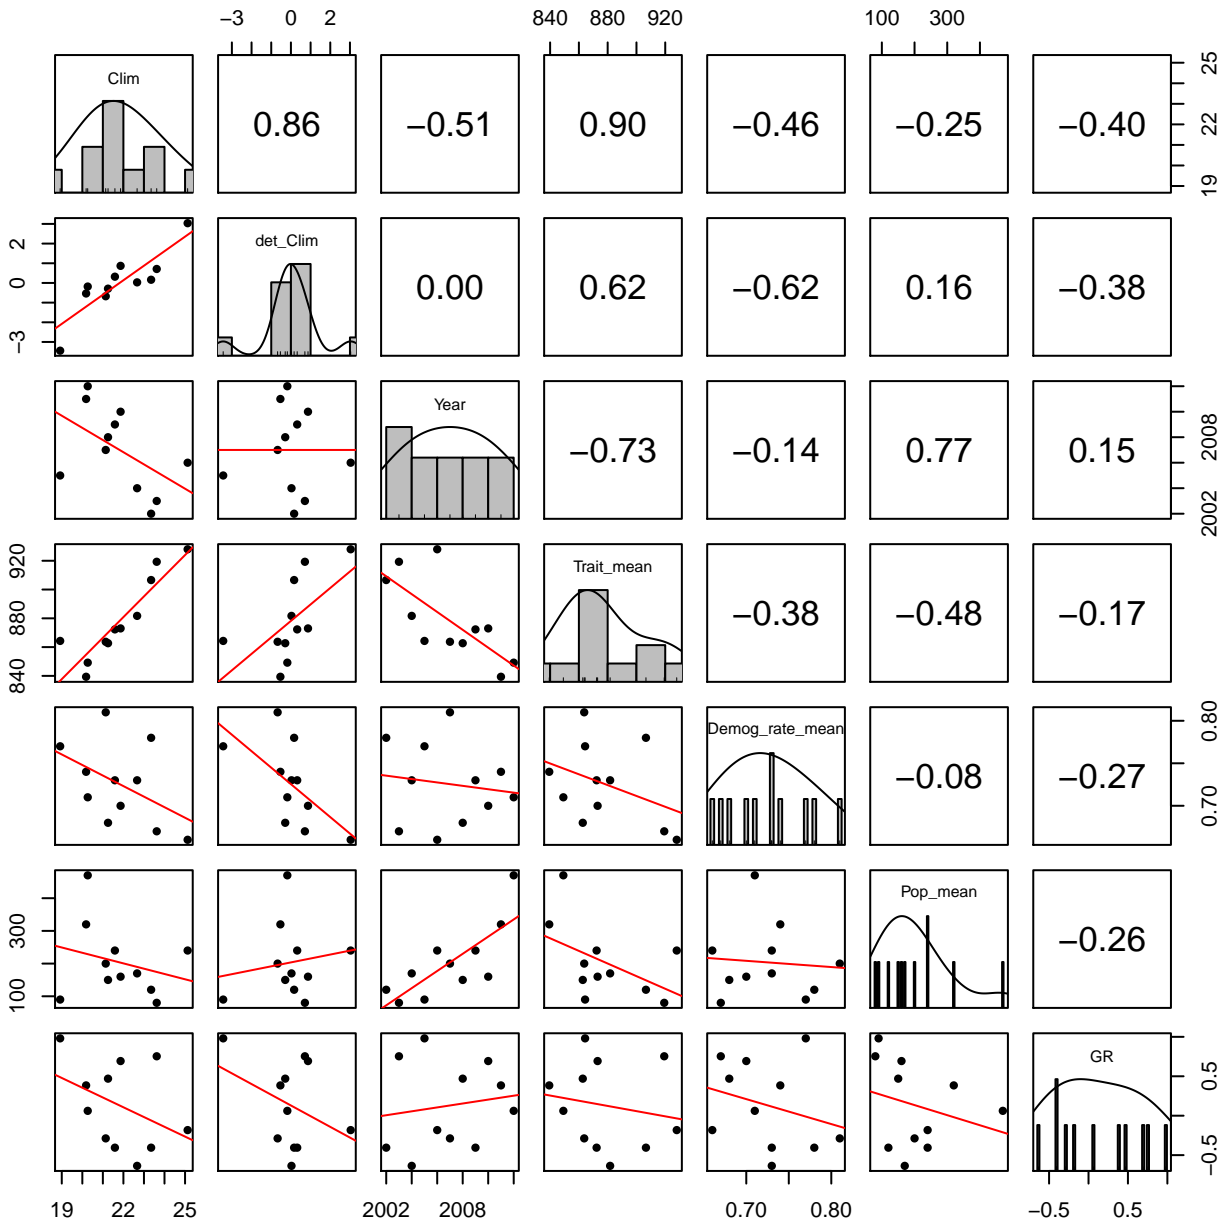 −3 0 2 840 880 920 100 300
Clim 0.86 −0.51 0.90 −0.46 −0.25 −0.40 19 22 25
−3 0 2 det_Clim 0.00 0.62 −0.62 0.16 −0.38
Year −0.73 −0.14 0.77 0.15 2002 2008
840 880 920 Trait_mean −0.38 −0.48 −0.17
Demog_rate_mean −0.08 −0.27 0.70 0.80
100 300 Pop_mean −0.26
GR −0.5 0.5
19 22 25 2002 2008 0.70 0.80 −0.5 0.5